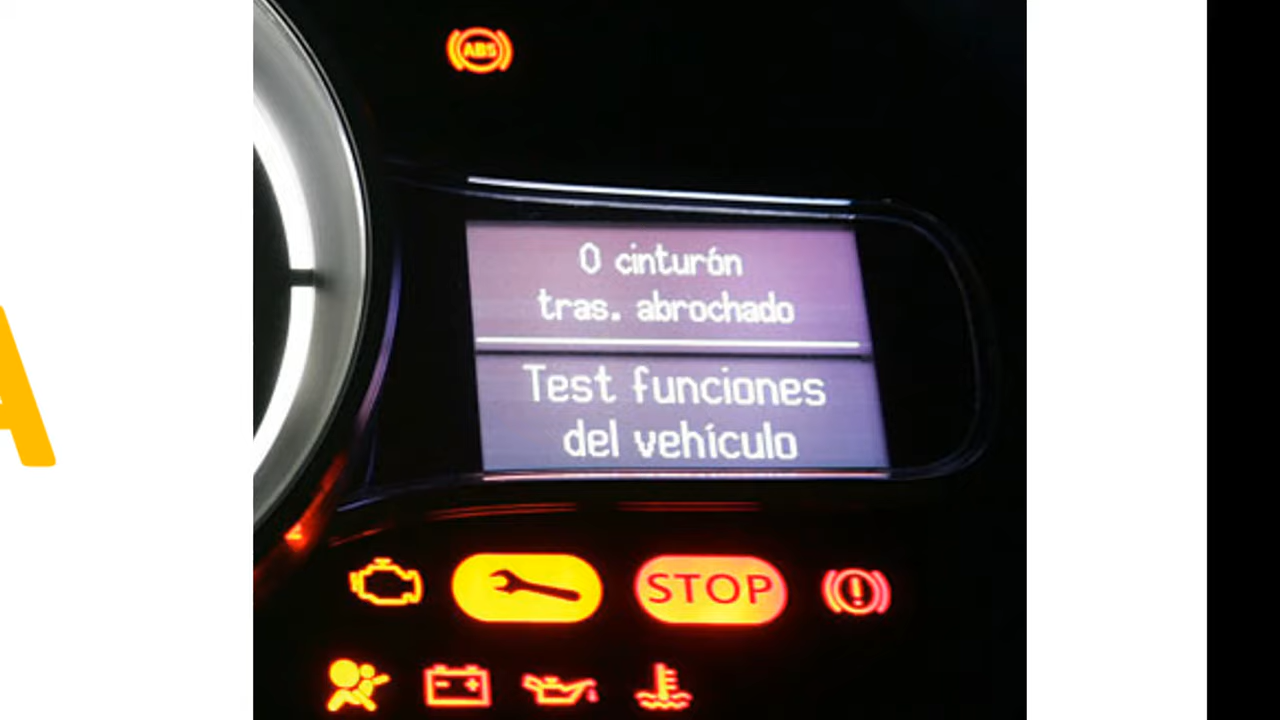 ABS
0 cinturón
tras. abrochado
Test funciones
del vehículo
STOP
A